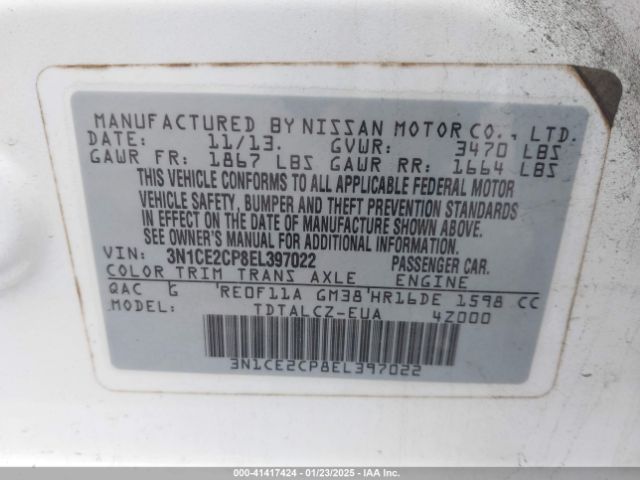 MANUFACTURED BY NISSAN MOTOR CO., LTD.
DATE: 11/13. GVWR: 3470 LBS
GAWR FR: 1867 LBS GAWR RR: 1664 LBS
THIS VEHICLE CONFORMS TO ALL APPLICABLE FEDERAL MOTOR
VEHICLE SAFETY, BUMPER AND THEFT PREVENTION STANDARDS
IN EFFECT ON THE DATE OF MANUFACTURE SHOWN ABOVE.
SEE OWNER'S MANUAL FOR ADDITIONAL INFORMATION.
VIN: 3N1CE2CP8EL397022 PASSENGER CAR.
COLOR TRIM TRANS AXLE ENGINE
QAC G 'RE0F11A GM38'HR16DE 1598 CC
MODEL: TDTALCZ-EUA 4Z000
3N1CE2CP8EL397022
000-41417424 - 01/23/2025 - IAA Inc.